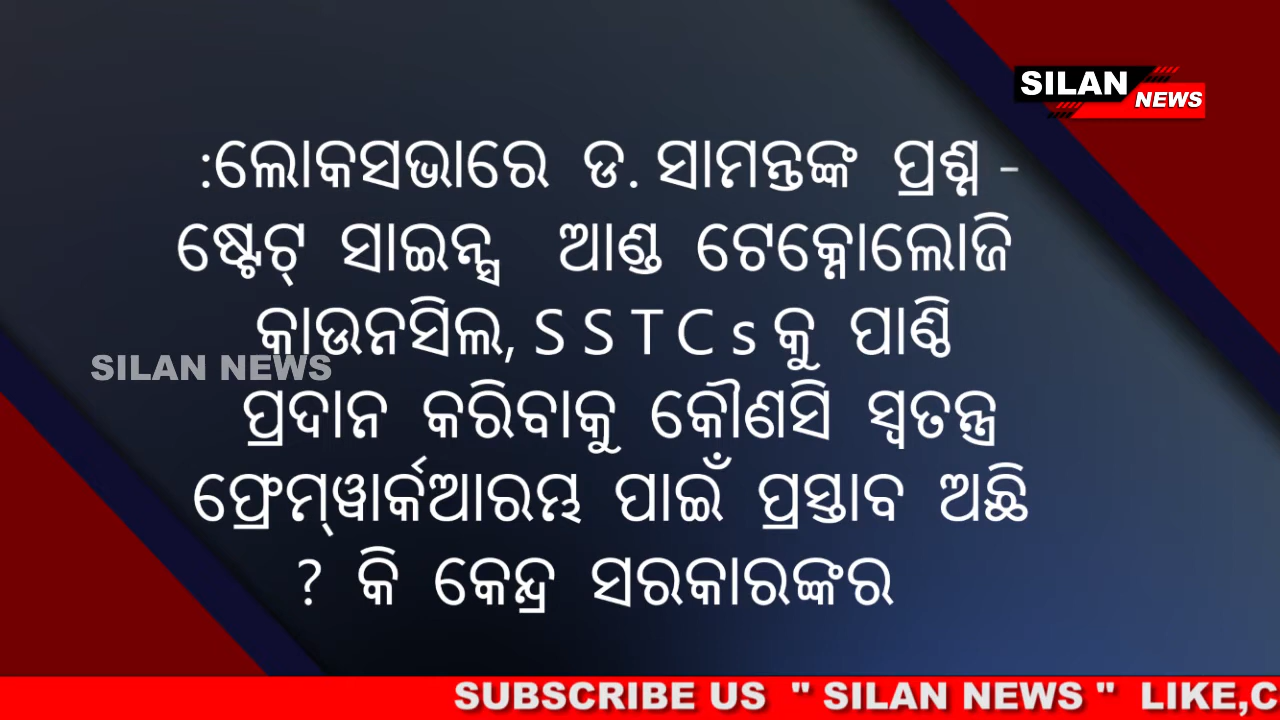 SILAN
NEWS
:ଲୋକସଭାରେ ଡ. ସାମନ୍ତଙ୍କ ପ୍ରଶ୍ନ -
ଷ୍ଟେଟ୍ ସାଇନ୍ସ ଆଣ୍ଡ ଟେକ୍ନୋଲୋଜି
କାଉନସିଲ, S S T C s କୁ ପାଣ୍ଠି
SILAN NEWS
ପ୍ରଦାନ କରିବାକୁ କୌଣସି ସ୍ୱତନ୍ତ୍ର
ଫ୍ରେମ୍‌ୱାର୍କଆରମ୍ଭ ପାଇଁ ପ୍ରସ୍ତାବ ଅଛି
? କି କେନ୍ଦ୍ର ସରକାରଙ୍କର
SUBSCRIBE US " SILAN NEWS " LIKE,C